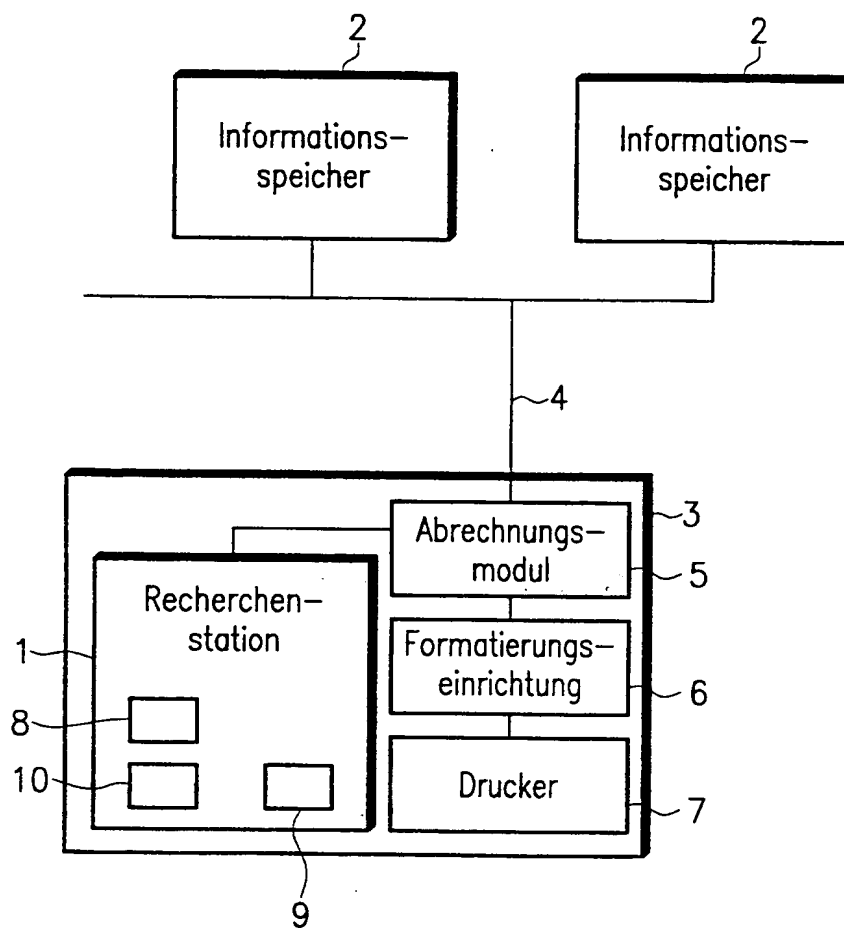 2
2
Informations-
speicher
Informations-
speicher
4
3
Abrechnungs-
modul
5
Recherchen-
station
1
Formatierungs-
einrichtung
6
8
10
Drucker
7
9